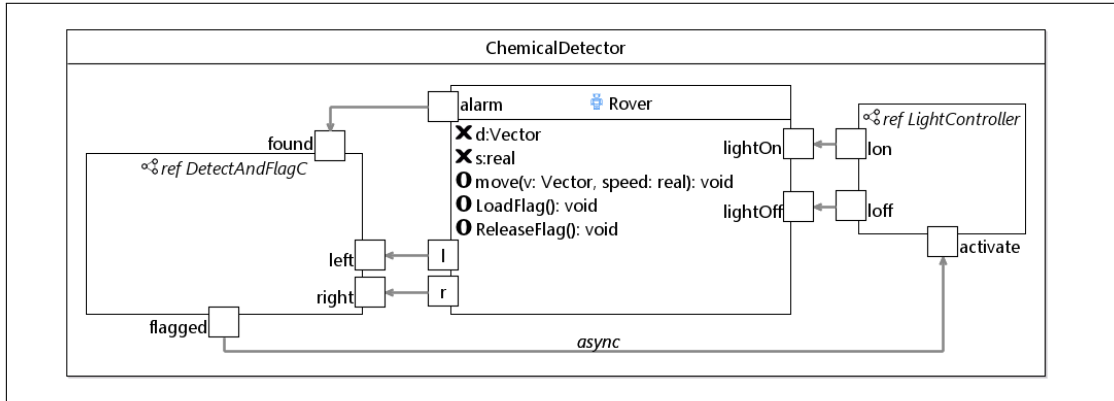 ChemicalDetector
alarm
Rover
ref LightController
found
d:Vector
lightOn
lon
ref DetectAndFlagC
s:real
move(v: Vector, speed: real): void
LoadFlag(): void
lightOff
loff
ReleaseFlag(): void
left
l
activate
right
r
flagged
async